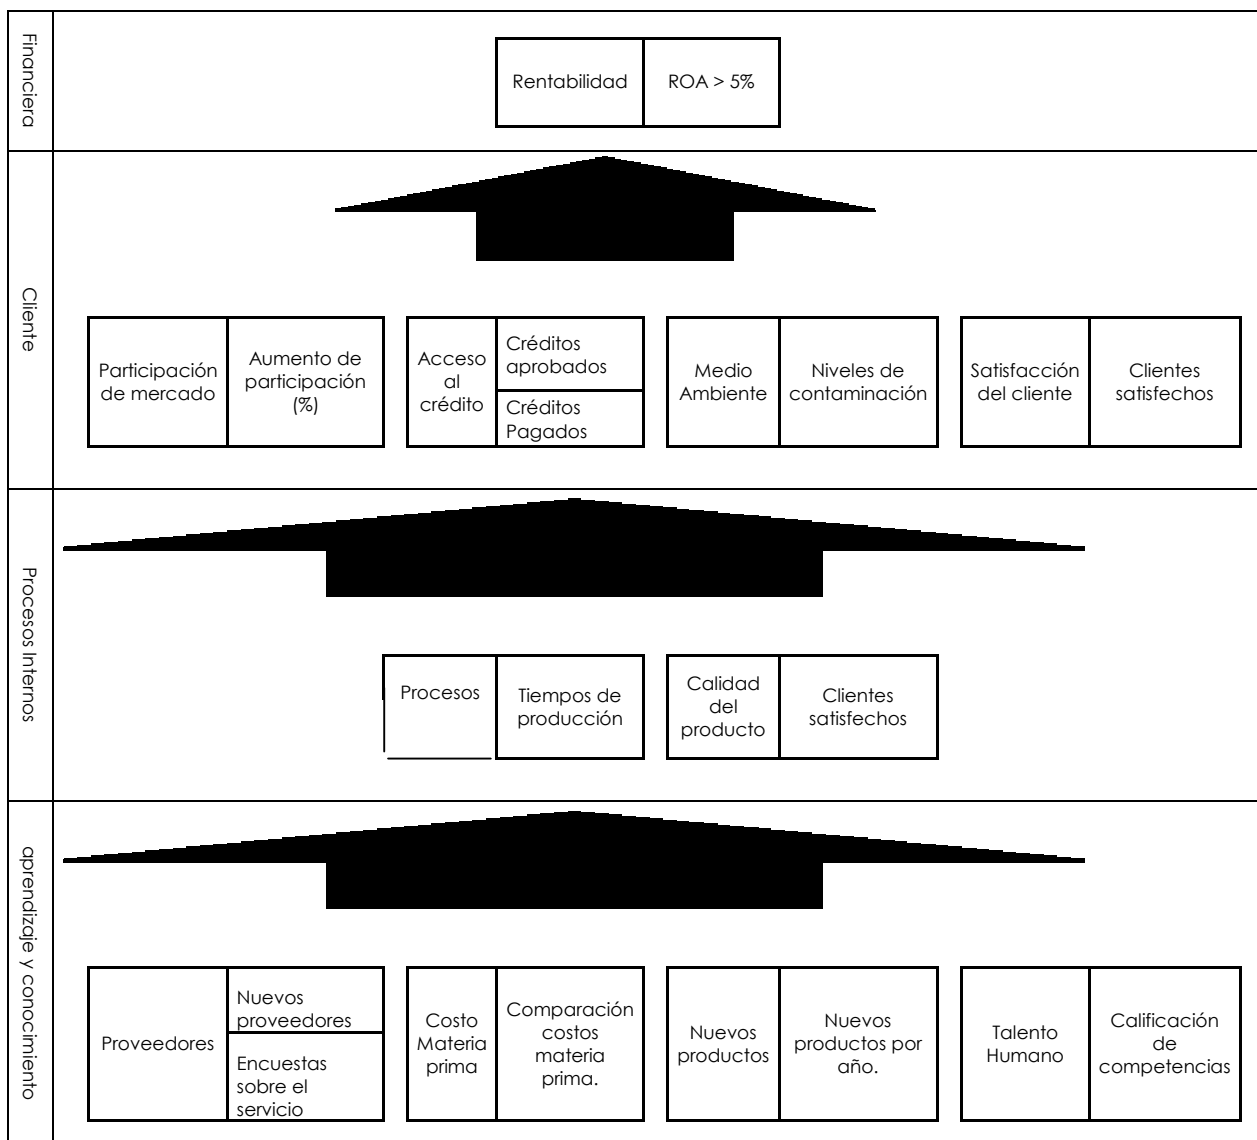 Financiera
Rentabilidad
ROA > 5%
Cliente
Participación
de mercado
Aumento de
participación
(%)
Acceso
al
crédito
Créditos
aprobados
Créditos
Pagados
Medio
Ambiente
Niveles de
contaminación
Satisfacción
del cliente
Clientes
satisfechos
Procesos Internos
Procesos
Tiempos de
producción
Calidad
del
producto
Clientes
satisfechos
aprendizaje y conocimiento
Proveedores
Nuevos
proveedores
Encuestas
sobre el
servicio
Costo
Materia
prima
Comparación
costos
materia
prima.
Nuevos
productos
Nuevos
productos por
año.
Talento
Humano
Calificación
de
competencias